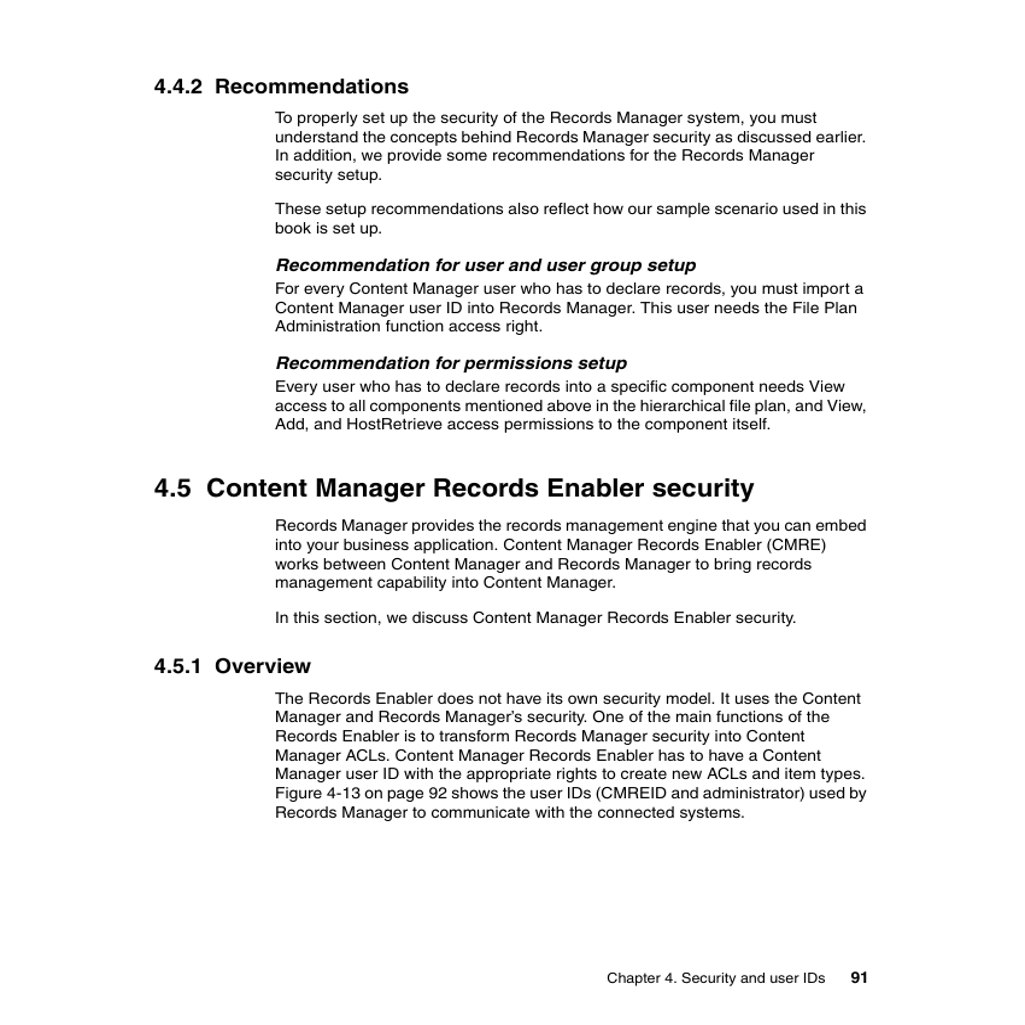 4.4.2 Recommendations
To properly set up the security of the Records Manager system, you must
understand the concepts behind Records Manager security as discussed earlier.
In addition, we provide some recommendations for the Records Manager
security setup.
These setup recommendations also reflect how our sample scenario used in this
book is set up.
Recommendation for user and user group setup
For every Content Manager user who has to declare records, you must import a
Content Manager user ID into Records Manager. This user needs the File Plan
Administration function access right.
Recommendation for permissions setup
Every user who has to declare records into a specific component needs View
access to all components mentioned above in the hierarchical file plan, and View,
Add, and HostRetrieve access permissions to the component itself.
4.5 Content Manager Records Enabler security
Records Manager provides the records management engine that you can embed
into your business application. Content Manager Records Enabler (CMRE)
works between Content Manager and Records Manager to bring records
management capability into Content Manager.
In this section, we discuss Content Manager Records Enabler security.
4.5.1 Overview
The Records Enabler does not have its own security model. It uses the Content
Manager and Records Manager’s security. One of the main functions of the
Records Enabler is to transform Records Manager security into Content
Manager ACLs. Content Manager Records Enabler has to have a Content
Manager user ID with the appropriate rights to create new ACLs and item types.
Figure 4-13 on page 92 shows the user IDs (CMREID and administrator) used by
Records Manager to communicate with the connected systems.
Chapter 4. Security and user IDs 91